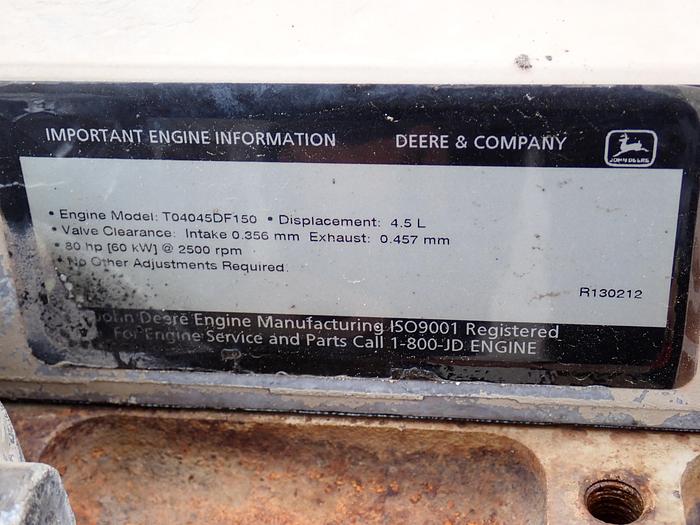 IMPORTANT ENGINE INFORMATION DEERE & COMPANY
JOHN DEERE
• Engine Model: T04045DF150 • Displacement: 4.5 L
• Valve Clearance: Intake 0.356 mm Exhaust: 0.457 mm
• 80 hp [60 kW] @ 2500 rpm
• No Other Adjustments Required.
R130212
John Deere Engine Manufacturing ISO9001 Registered
For Engine Service and Parts Call 1-800-JD ENGINE